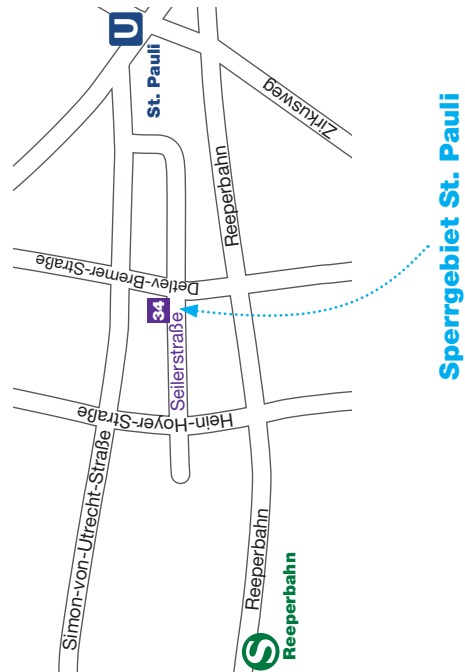 U
St. Pauli
Zirkusweg
Reeperbahn
Detlev-Bremer-Straße
34
Seilerstraße
Hein-Hoyer-Straße
Simon-von-Utrecht-Straße
Reeperbahn
S
Reeperbahn
Sperrgebiet St. Pauli